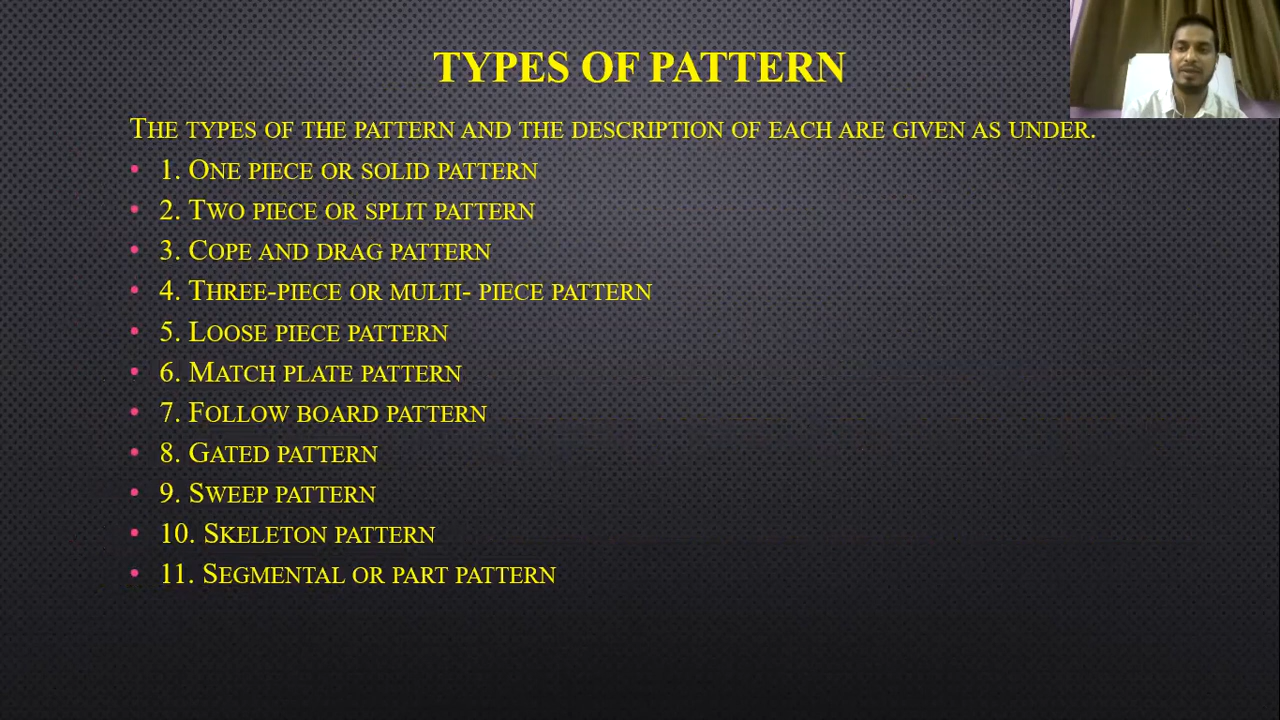 TYPES OF PATTERN
THE TYPES OF THE PATTERN AND THE DESCRIPTION OF EACH ARE GIVEN AS UNDER.
• 1. ONE PIECE OR SOLID PATTERN
• 2. TWO PIECE OR SPLIT PATTERN
• 3. COPE AND DRAG PATTERN
• 4. THREE-PIECE OR MULTI- PIECE PATTERN
• 5. LOOSE PIECE PATTERN
• 6. MATCH PLATE PATTERN
• 7. FOLLOW BOARD PATTERN
• 8. GATED PATTERN
• 9. SWEEP PATTERN
• 10. SKELETON PATTERN
• 11. SEGMENTAL OR PART PATTERN